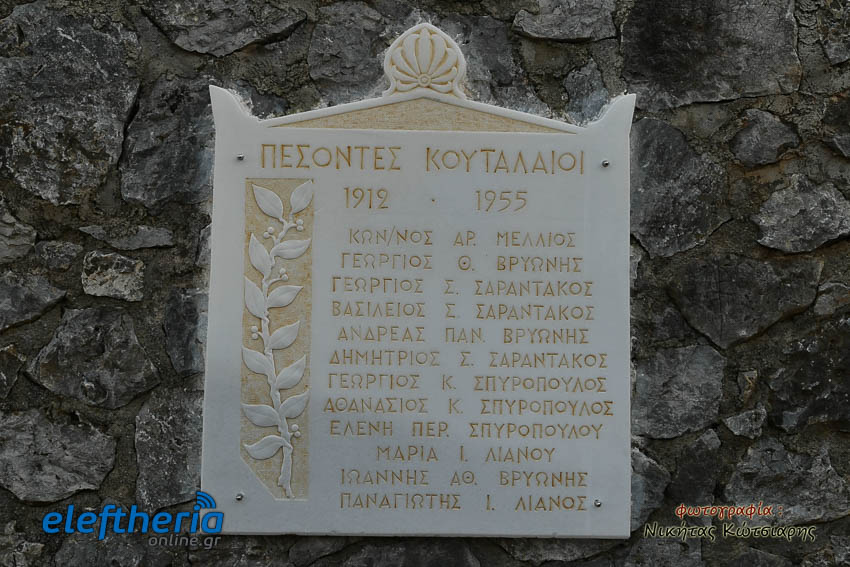 ΠΕΣΟΝΤΕΣ ΚΟΥΤΑΛΑΙΟΙ
1912 · 1955
ΚΩΝ/ΝΟΣ ΑΡ. ΜΕΛΛΙΟΣ
ΓΕΩΡΓΙΟΣ Θ. ΒΡΥΩΝΗΣ
ΓΕΩΡΓΙΟΣ Σ. ΣΑΡΑΝΤΑΚΟΣ
ΒΑΣΙΛΕΙΟΣ Σ. ΣΑΡΑΝΤΑΚΟΣ
ΑΝΔΡΕΑΣ ΠΑΝ. ΒΡΥΩΝΗΣ
ΔΗΜΗΤΡΙΟΣ Σ. ΣΑΡΑΝΤΑΚΟΣ
ΓΕΩΡΓΙΟΣ Κ. ΣΠΥΡΟΠΟΥΛΟΣ
ΑΘΑΝΑΣΙΟΣ Κ. ΣΠΥΡΟΠΟΥΛΟΣ
ΕΛΕΝΗ ΠΕΡ. ΣΠΥΡΟΠΟΥΛΟΥ
ΜΑΡΙΑ Ι. ΛΙΑΝΟΥ
ΙΩΑΝΝΗΣ ΑΘ. ΒΡΥΩΝΗΣ
ΠΑΝΑΓΙΩΤΗΣ Ι. ΛΙΑΝΟΣ
eleftheria
online.gr
φωτογραφία :
Νικήτας Κώτσιαρης